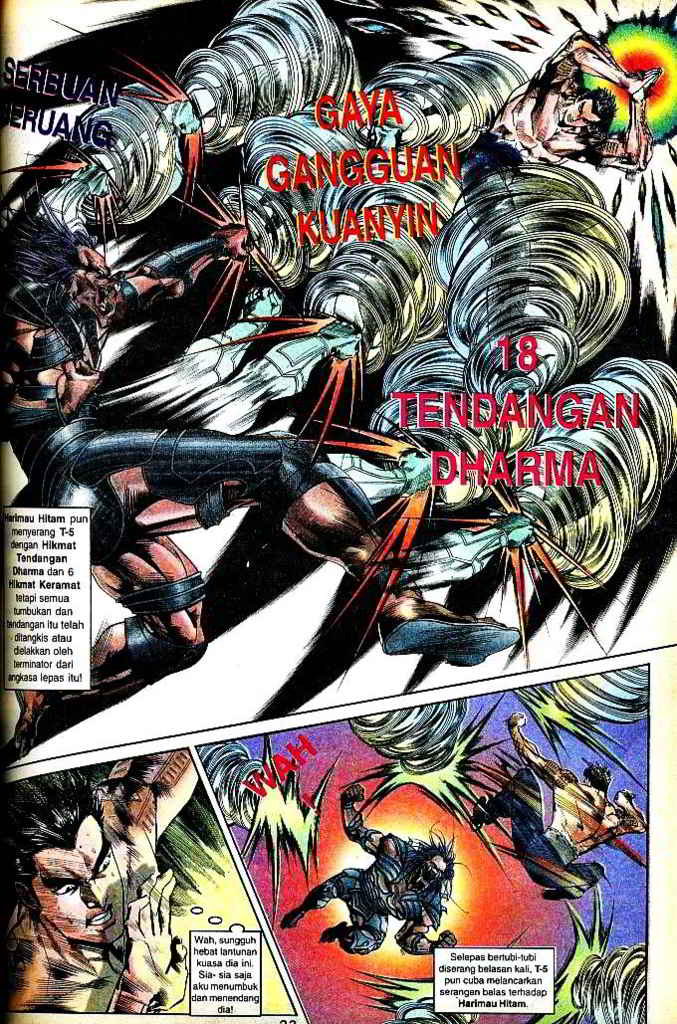 SERBUAN
BERUANG
GAYA
GANGGUAN
KUANYIN
18
TENDANGAN
DHARMA
Harimau Hitam pun
menyerang T-5
dengan Hikmat
Tendangan
Dharma dan 6
Hikmat Keramat
tetapi semua
tumbukan dan
tendangan itu telah
ditangkis atau
dielakkan oleh
terminator dari
angkasa lepas itu!
WAH
!
Wah, sungguh
hebat lantunan
kuasa dia ini.
Sia- sia saja
aku menumbuk
dan menendang
dia!
Selepas bertubi-tubi
diserang belasan kali, T-5
pun cuba melancarkan
serangan balas terhadap
Harimau Hitam.